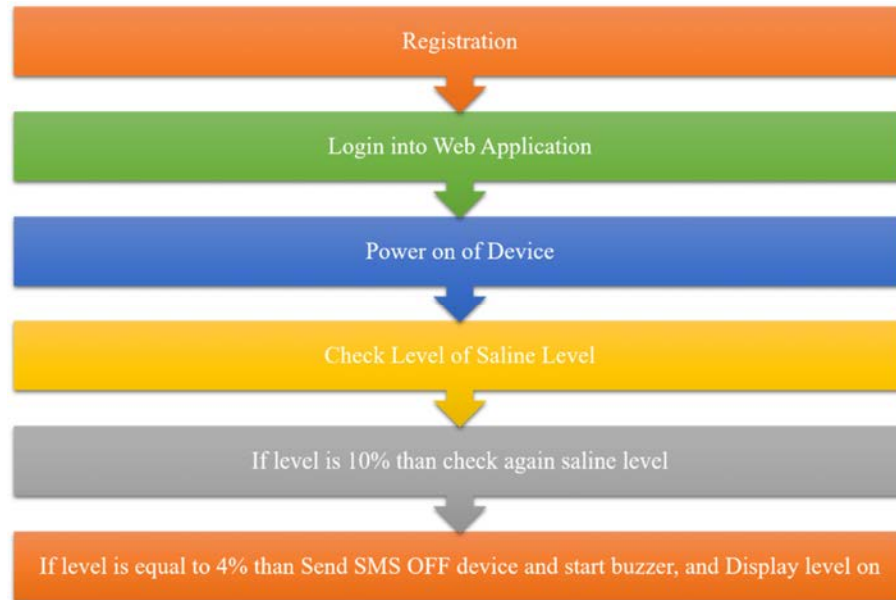 Registration
Login into Web Application
Power on of Device
Check Level of Saline Level
If level is 10% than check again saline level
If level is equal to 4% than Send SMS OFF device and start buzzer, and Display level on